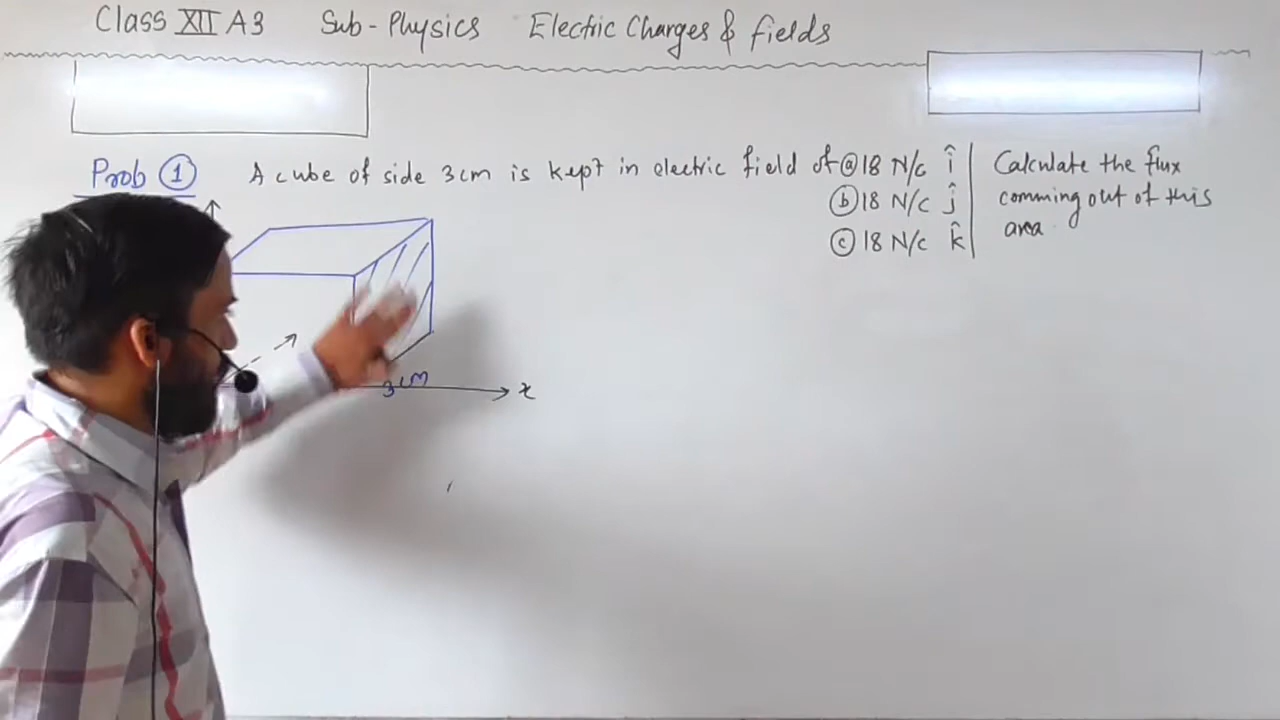 Class XII A3 Sub-Physics Electric Charges & fields
Prob ① A cube of side 3cm is kept in electric field of ⓐ 18 N/c î
ⓑ 18 N/c ĵ
ⓒ 18 N/c k̂
Calculate the flux
comming out of this
area
3cm
x